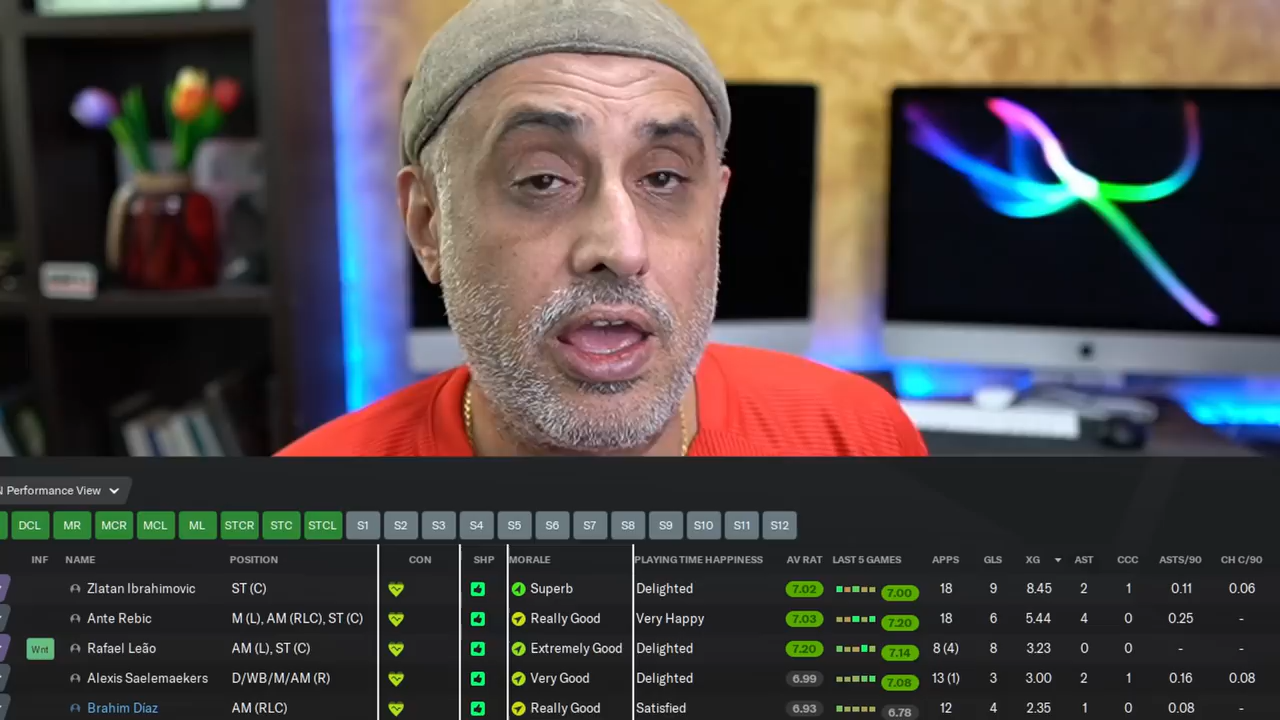 N Performance View
DCL MR MCR MCL ML STCR STC STCL S1 S2 S3 S4 S5 S6 S7 S8 S9 S10 S11 S12
INF NAME POSITION CON SHP MORALE PLAYING TIME HAPPINESS AV RAT LAST 5 GAMES APPS GLS XG AST CCC ASTS/90 CH C/90
Zlatan Ibrahimovic ST (C) Superb Delighted 7.02 7.00 18 9 8.45 2 1 0.11 0.06
Ante Rebic M (L), AM (RLC), ST (C) Really Good Very Happy 7.03 7.20 18 6 5.44 4 0 0.25 -
Wnt Rafael Leão AM (L), ST (C) Extremely Good Delighted 7.20 7.14 8 (4) 8 3.23 0 0 - -
Alexis Saelemaekers D/WB/M/AM (R) Very Good Delighted 6.99 7.08 13 (1) 3 3.00 2 1 0.16 0.08
Brahim Díaz AM (RLC) Really Good Satisfied 6.93 6.78 12 4 2.35 1 0 0.08 -